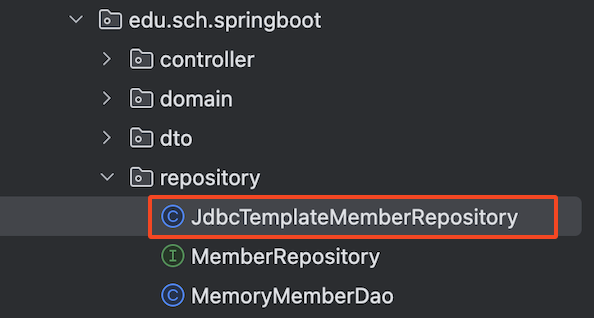 edu.sch.springboot
controller
domain
dto
repository
C JdbcTemplateMemberRepository
I MemberRepository
C MemoryMemberDao